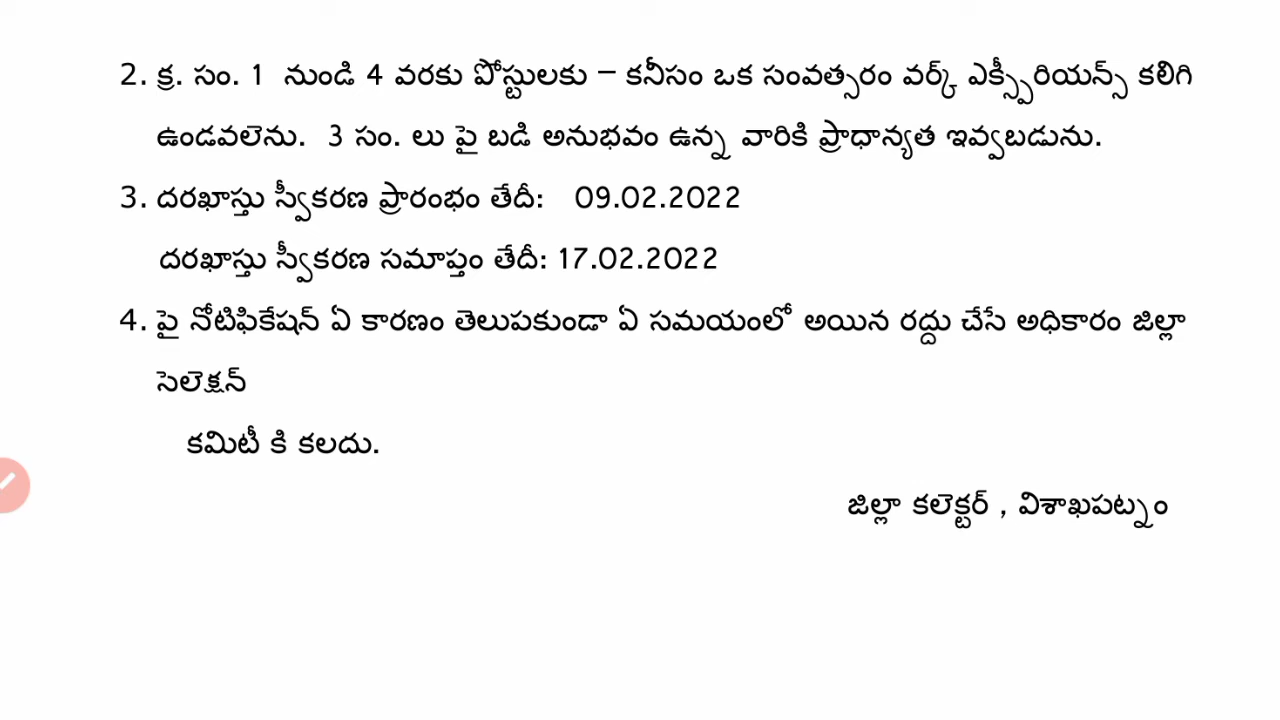 2. క్ర. సం. 1 నుండి 4 వరకు పోస్టులకు – కనీసం ఒక సంవత్సరం వర్క్ ఎక్స్పీరియన్స్ కలిగి
ఉండవలెను. 3 సం. లు పై బడి అనుభవం ఉన్న వారికి ప్రాధాన్యత ఇవ్వబడును.
3. దరఖాస్తు స్వీకరణ ప్రారంభం తేదీ: 09.02.2022
దరఖాస్తు స్వీకరణ సమాప్తం తేదీ: 17.02.2022
4. పై నోటిఫికేషన్ ఏ కారణం తెలుపకుండా ఏ సమయంలో అయిన రద్దు చేసే అధికారం జిల్లా
సెలెక్షన్
కమిటీ కి కలదు.
జిల్లా కలెక్టర్ , విశాఖపట్నం